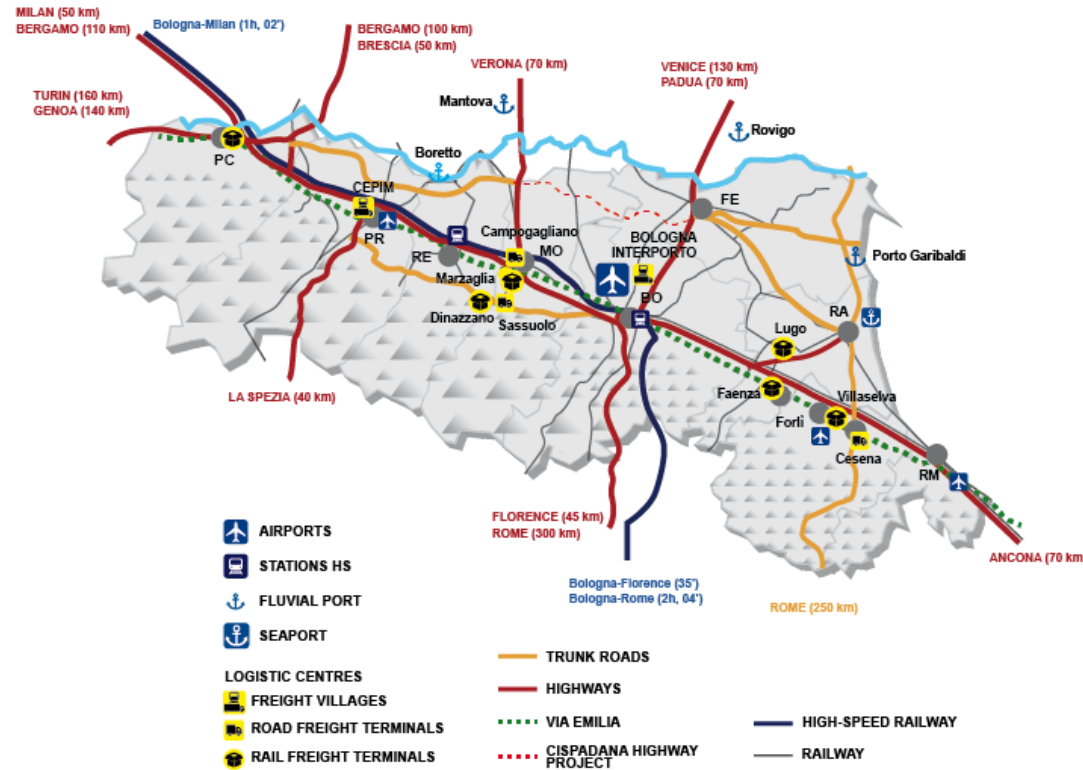 MILAN (50 km)
BERGAMO (110 km)
Bologna-Milan (1h, 02')
BERGAMO (100 km)
BRESCIA (50 km)
VERONA (70 KM)
VENICE (130 km)
PADUA (70 km)
TURIN (160 km)
GENOA (140 km)
Mantova
Rovigo
Boretto
PC
CEPIM
FE
PR
Campogagliano
MO
BOLOGNA
INTERPORTO
Porto Garibaldi
RE
Marzaglia
BO
RA
Dinazzano
Sassuolo
Lugo
LA SPEZIA (40 km)
Faenza
Villaselva
Forlì
Cesena
RM
FLORENCE (45 km)
ROME (300 km)
ANCONA (70 km
Bologna-Florence (35')
Bologna-Rome (2h, 04')
ROME (250 km)
AIRPORTS
STATIONS HS
FLUVIAL PORT
SEAPORT
LOGISTIC CENTRES
FREIGHT VILLAGES
ROAD FREIGHT TERMINALS
RAIL FREIGHT TERMINALS
TRUNK ROADS
HIGHWAYS
VIA EMILIA
CISPADANA HIGHWAY
PROJECT
HIGH-SPEED RAILWAY
RAILWAY